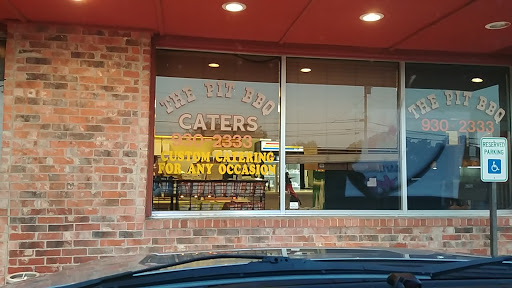 THE PIT BBQ
CATERS
930-2333
CUSTOM CATERING
FOR ANY OCCASION
THE PIT BBQ
930-2333
RESERVED
PARKING